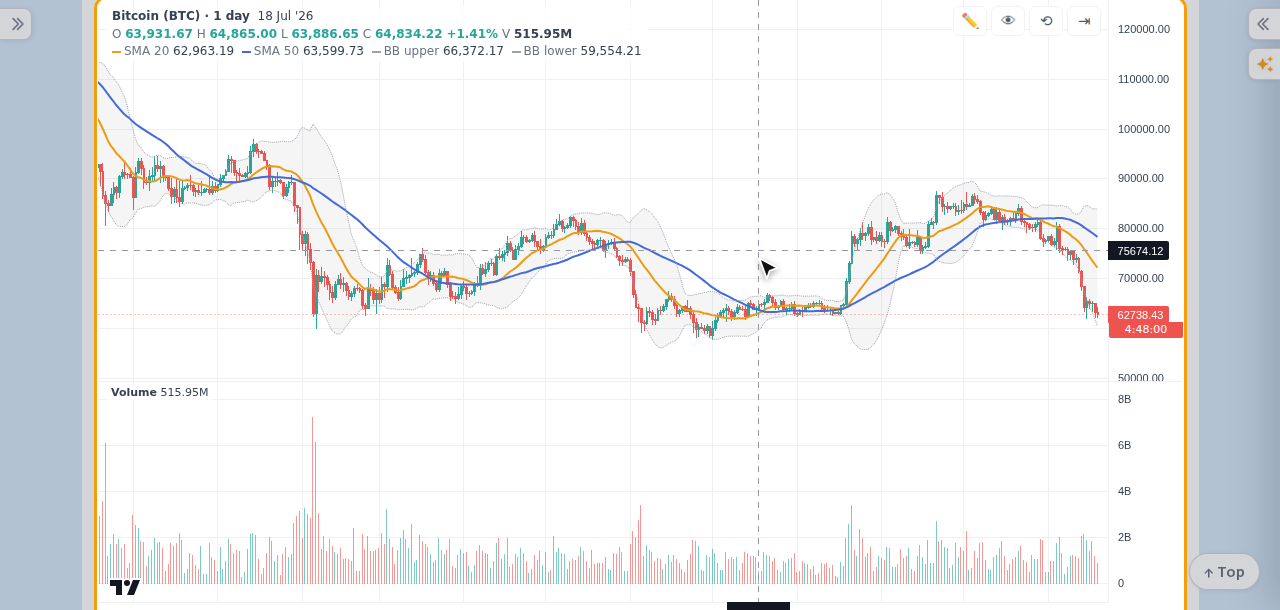 Bitcoin (BTC) · 1 day 18 Jul '26
O 63,931.67 H 64,865.00 L 63,886.65 C 64,834.22 +1.41% V 515.95M
SMA 20 62,963.19 SMA 50 63,599.73 BB upper 66,372.17 BB lower 59,554.21
120000.00
110000.00
100000.00
90000.00
80000.00
75674.12
70000.00
62738.43
4:48:00
50000.00
Volume 515.95M
8B
6B
4B
2B
0
↑ Top